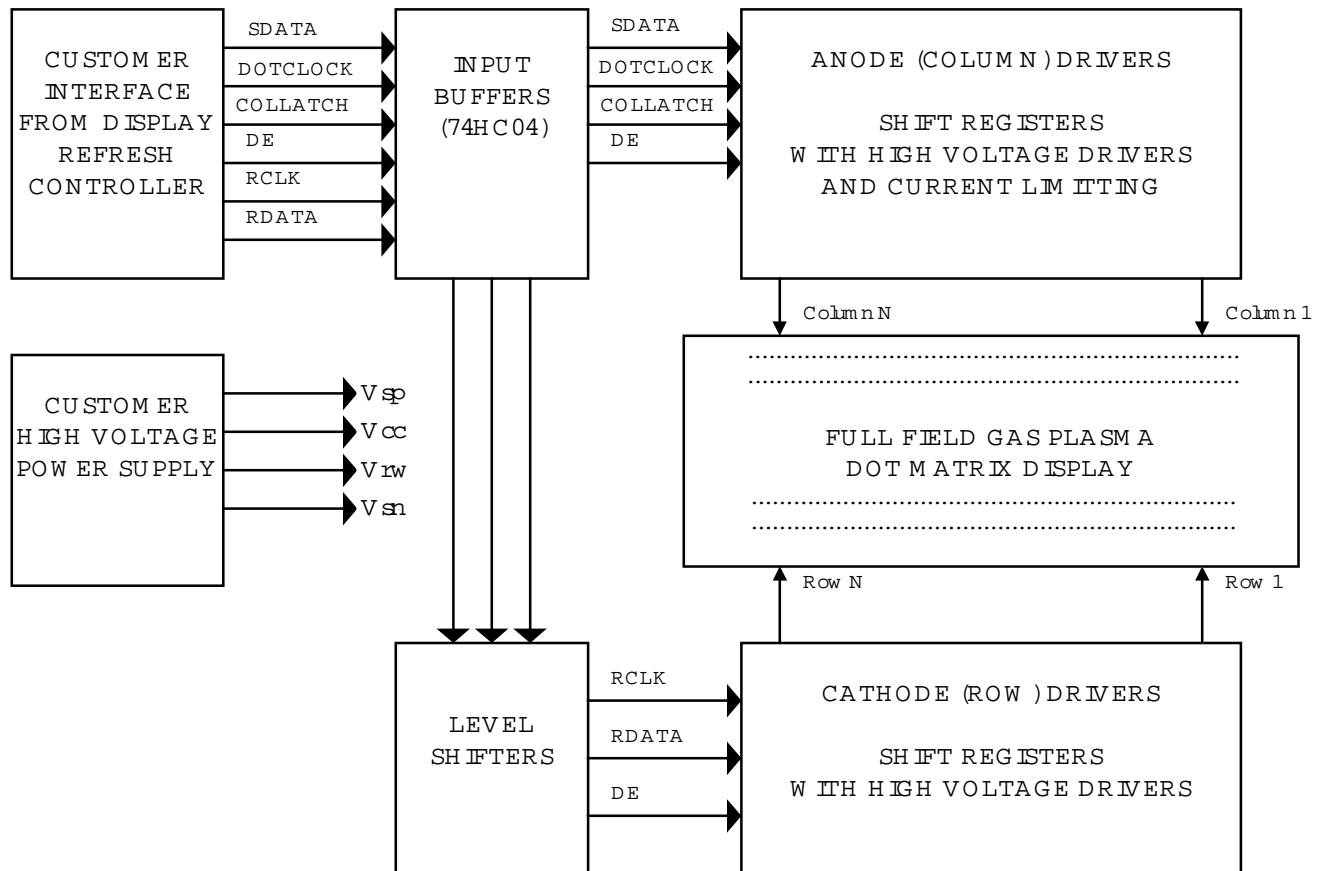 CUSTOMER
INTERFACE
FROM DISPLAY
REFRESH
CONTROLLER
SDATA
DOTCLOCK
COLLATCH
DE
RCLK
RDATA
INPUT
BUFFERS
(74HC04)
SDATA
DOTCLOCK
COLLATCH
DE
ANODE (COLUMN) DRIVERS
SHIFT REGISTERS
WITH HIGH VOLTAGE DRIVERS
AND CURRENT LIMITTING
Column N
Column 1
CUSTOMER
HIGH VOLTAGE
POWER SUPPLY
Vsp
Vcc
Vrw
Vsn
FULL FIELD GAS PLASMA
DOT MATRIX DISPLAY
Row N
Row 1
LEVEL
SHIFTERS
RCLK
RDATA
DE
CATHODE (ROW) DRIVERS
SHIFT REGISTERS
WITH HIGH VOLTAGE DRIVERS